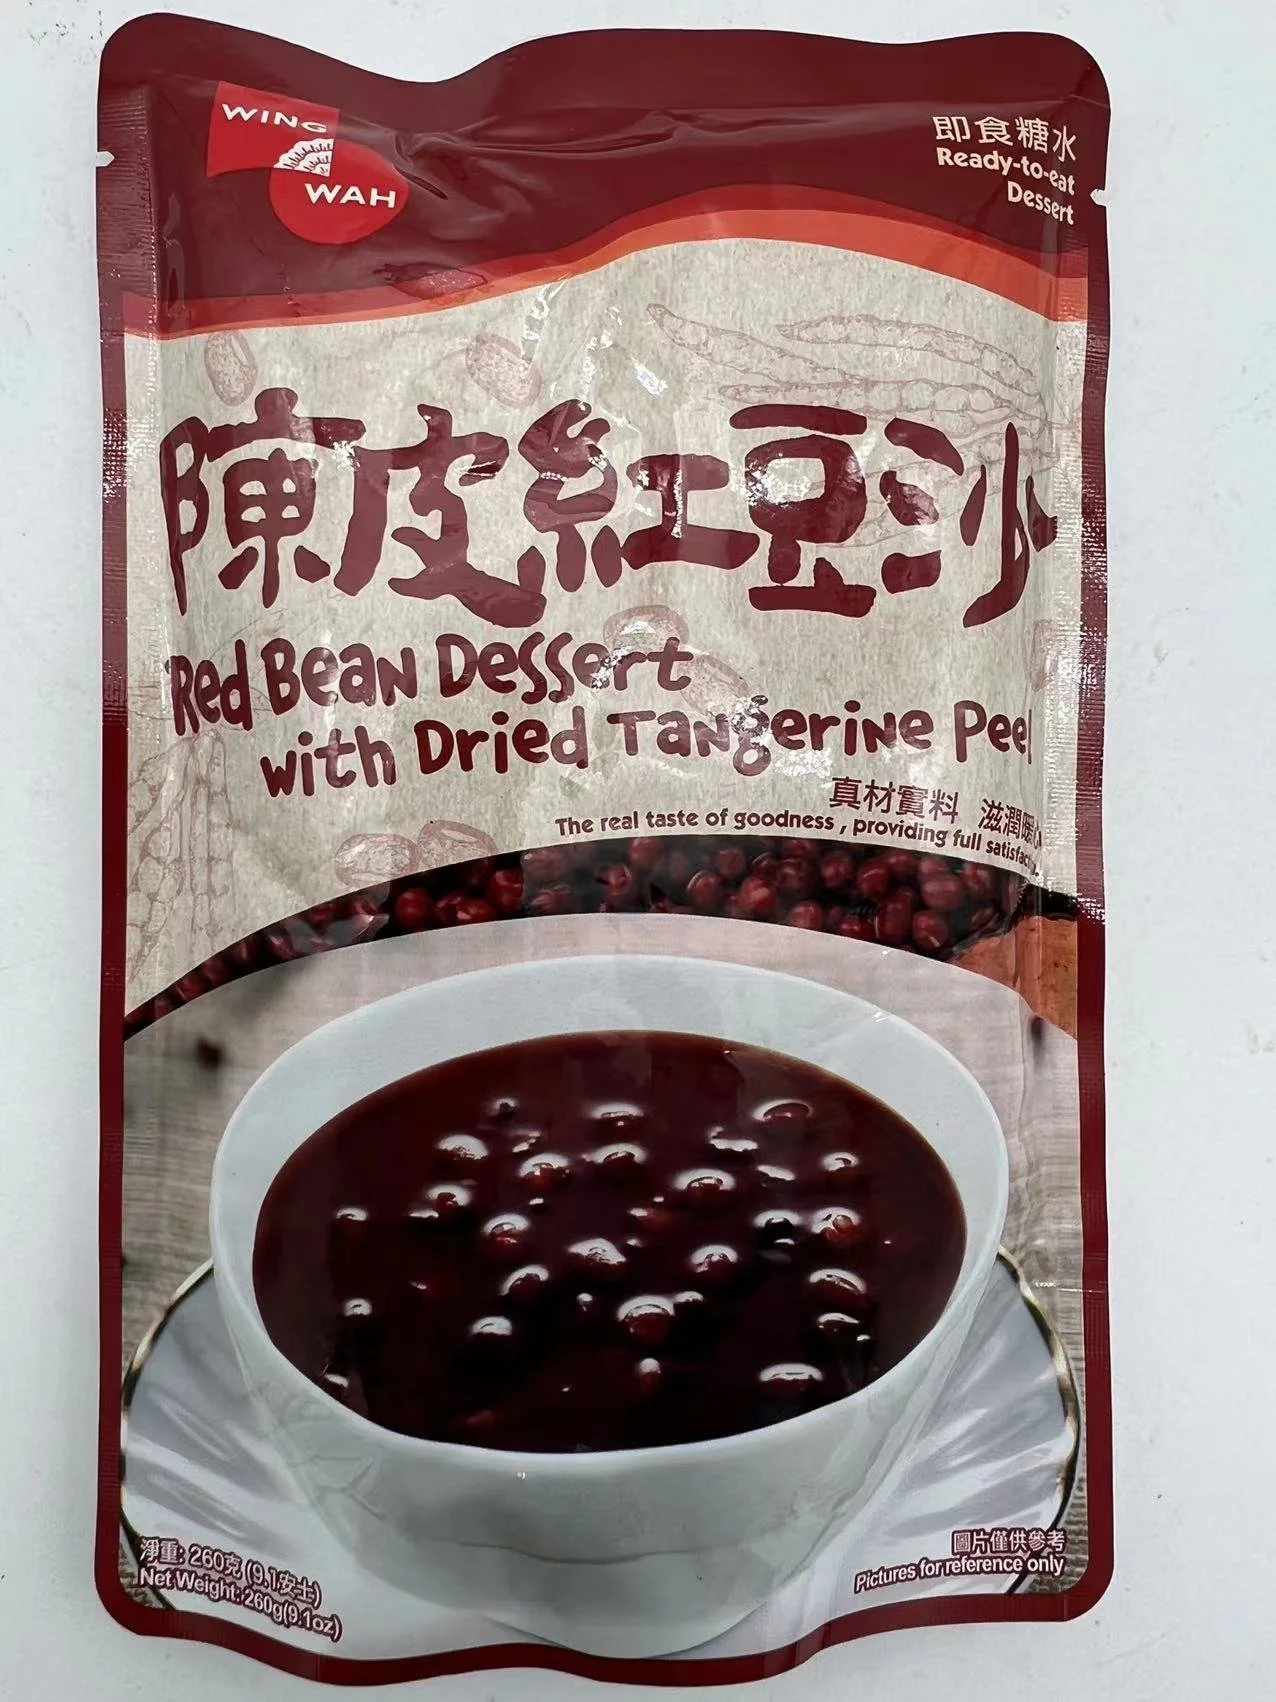 WING
WAH
即食糖水
Ready-to-eat
Dessert
陳皮紅豆沙
Red Bean Dessert
with Dried Tangerine Peel
真材實料 滋潤暖
The real taste of goodness, providing full
淨重: 260克 (9.1安士)
Net Weight: 260g(9.1oz)
圖片僅供參考
Pictures for reference only